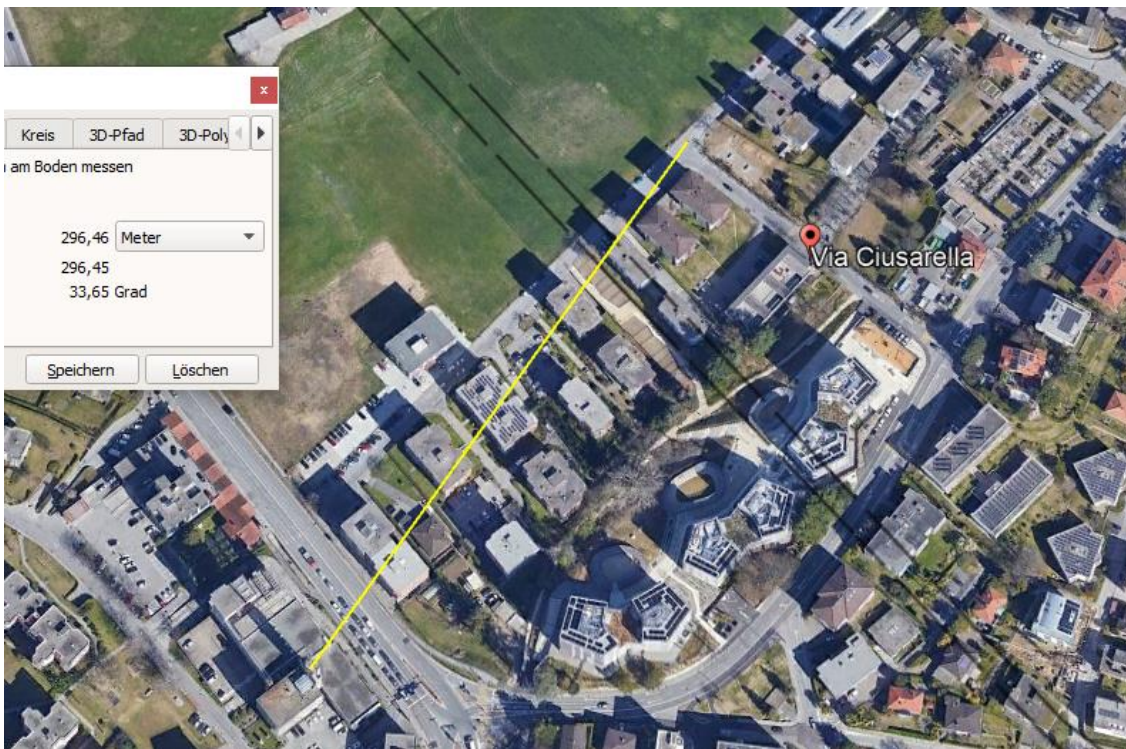 x
Kreis 3D-Pfad 3D-Poly
am Boden messen
296,46 Meter
296,45
33,65 Grad
Speichern Löschen
Via Ciusarella